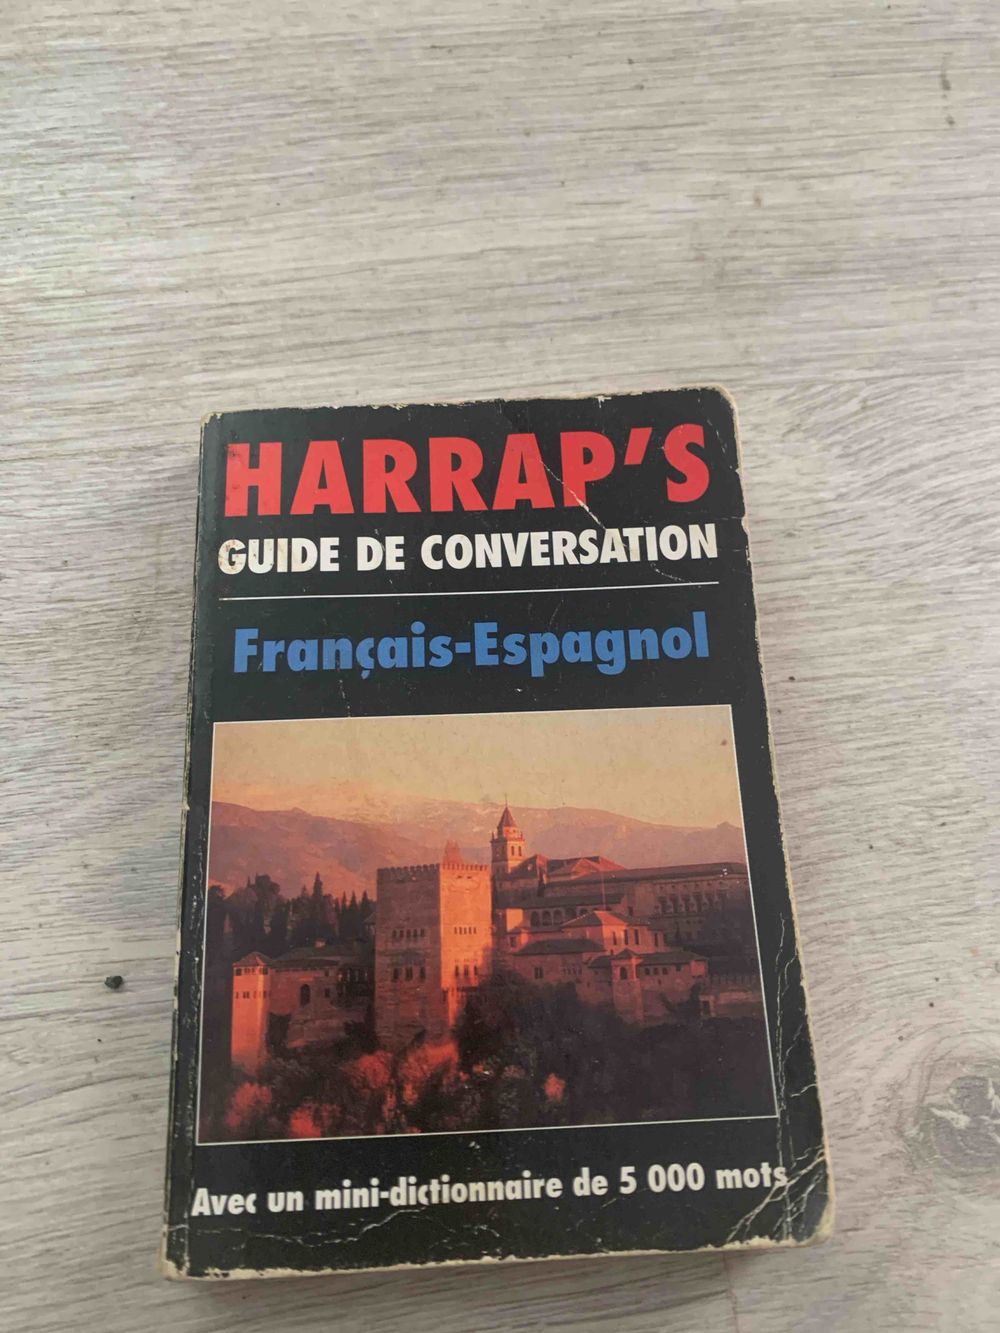 HARRAP'S
GUIDE DE CONVERSATION
Français-Espagnol
Avec un mini-dictionnaire de 5 000 mots